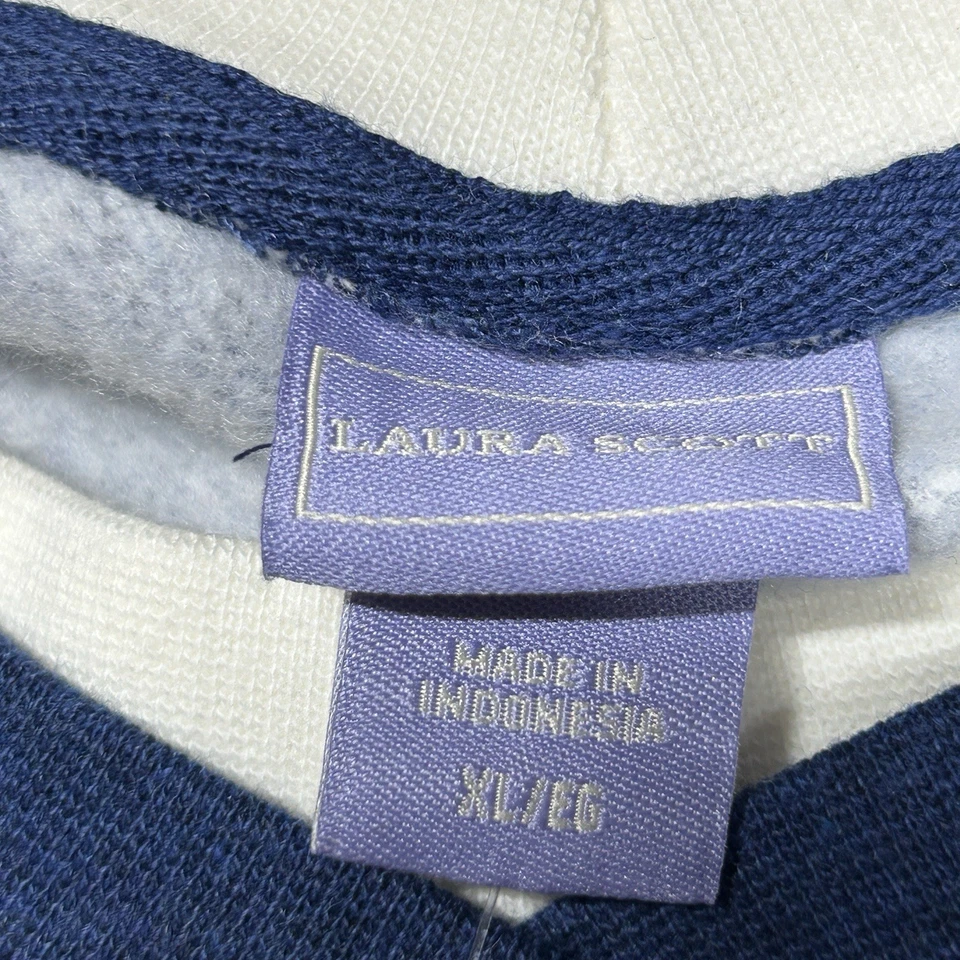 LAURA SCOTT
MADE IN
INDONESIA
XL/EG